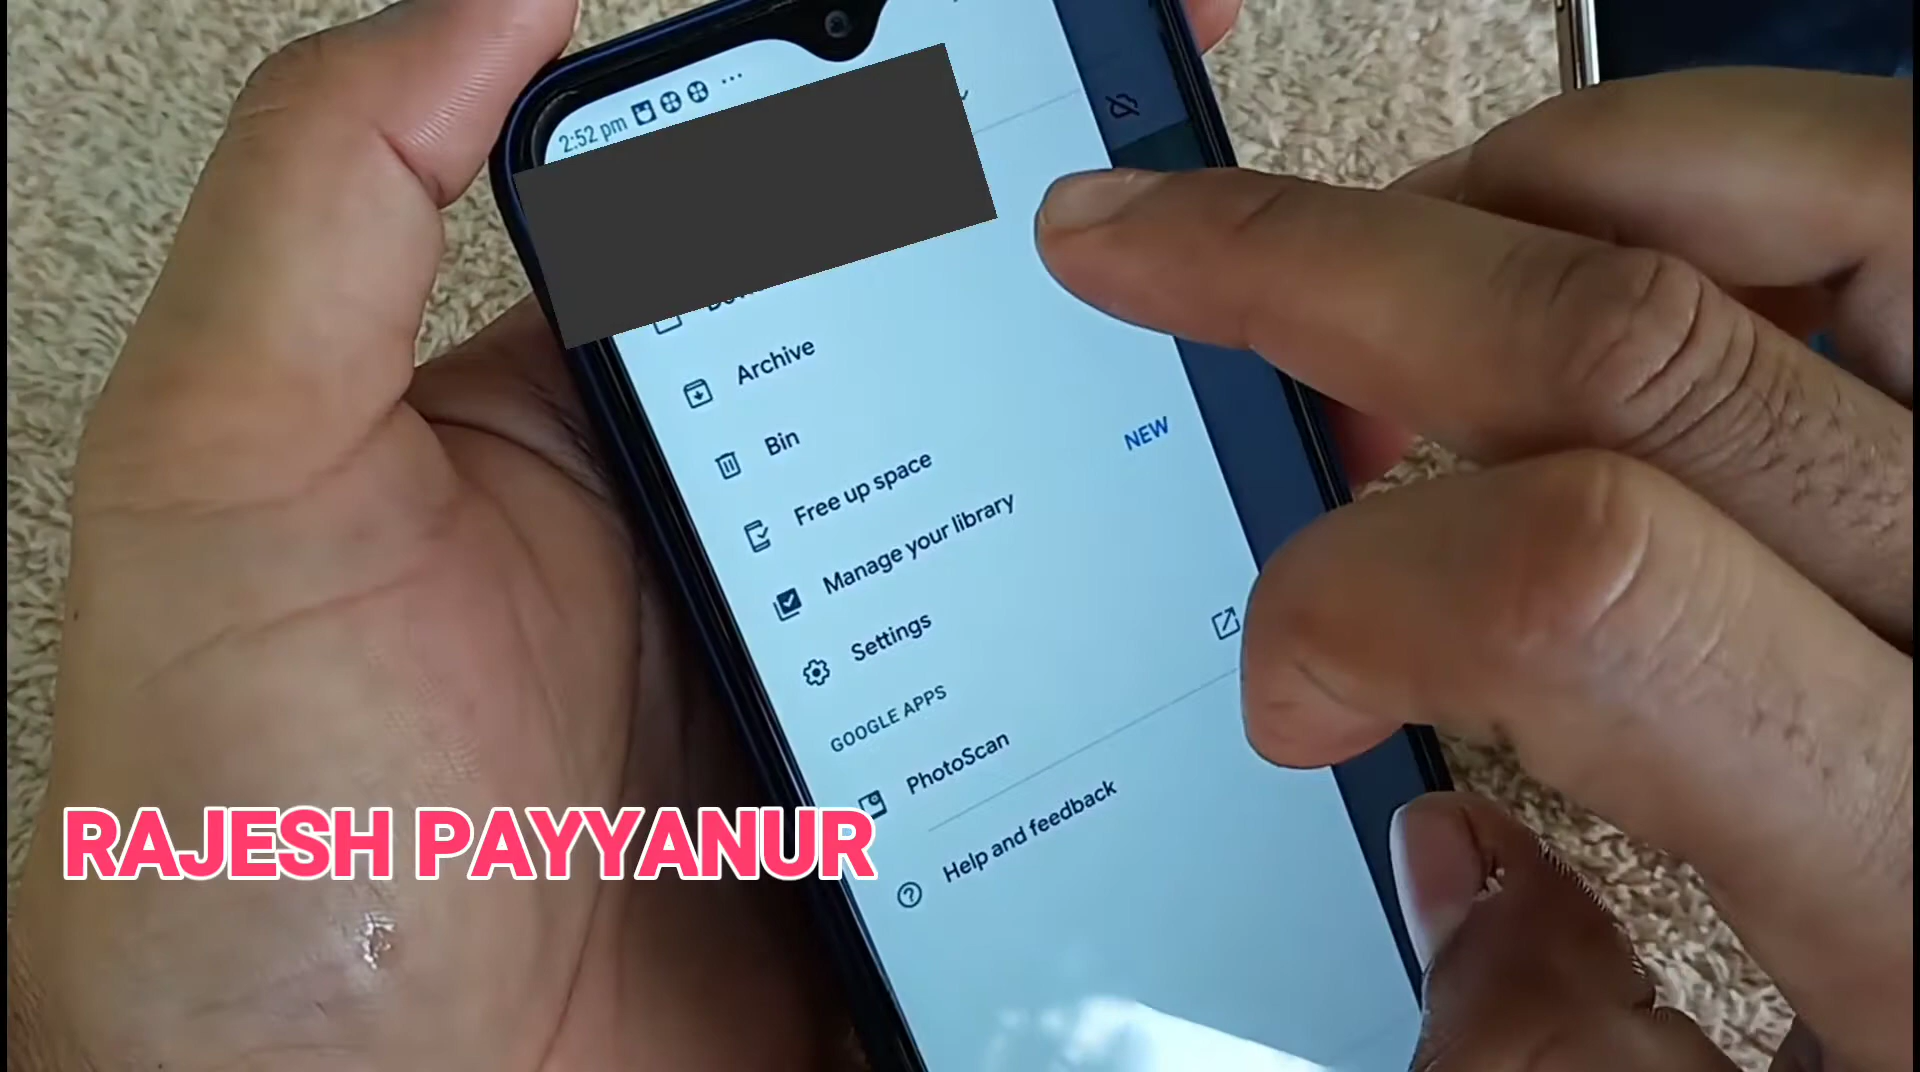 2:52 pm
Archive
Bin
Free up space
NEW
Manage your library
Settings
GOOGLE APPS
PhotoScan
Help and feedback
RAJESH PAYYANUR